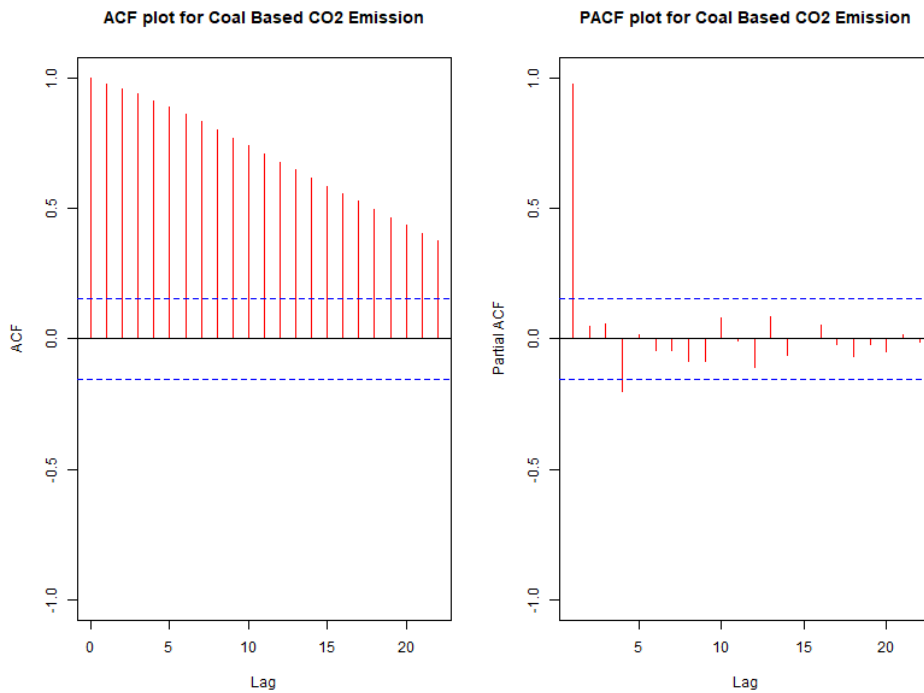 ACF plot for Coal Based CO2 Emission
ACF
1.0
0.5
0.0
-0.5
-1.0
0 5 10 15 20
Lag
PACF plot for Coal Based CO2 Emission
Partial ACF
1.0
0.5
0.0
-0.5
-1.0
5 10 15 20
Lag